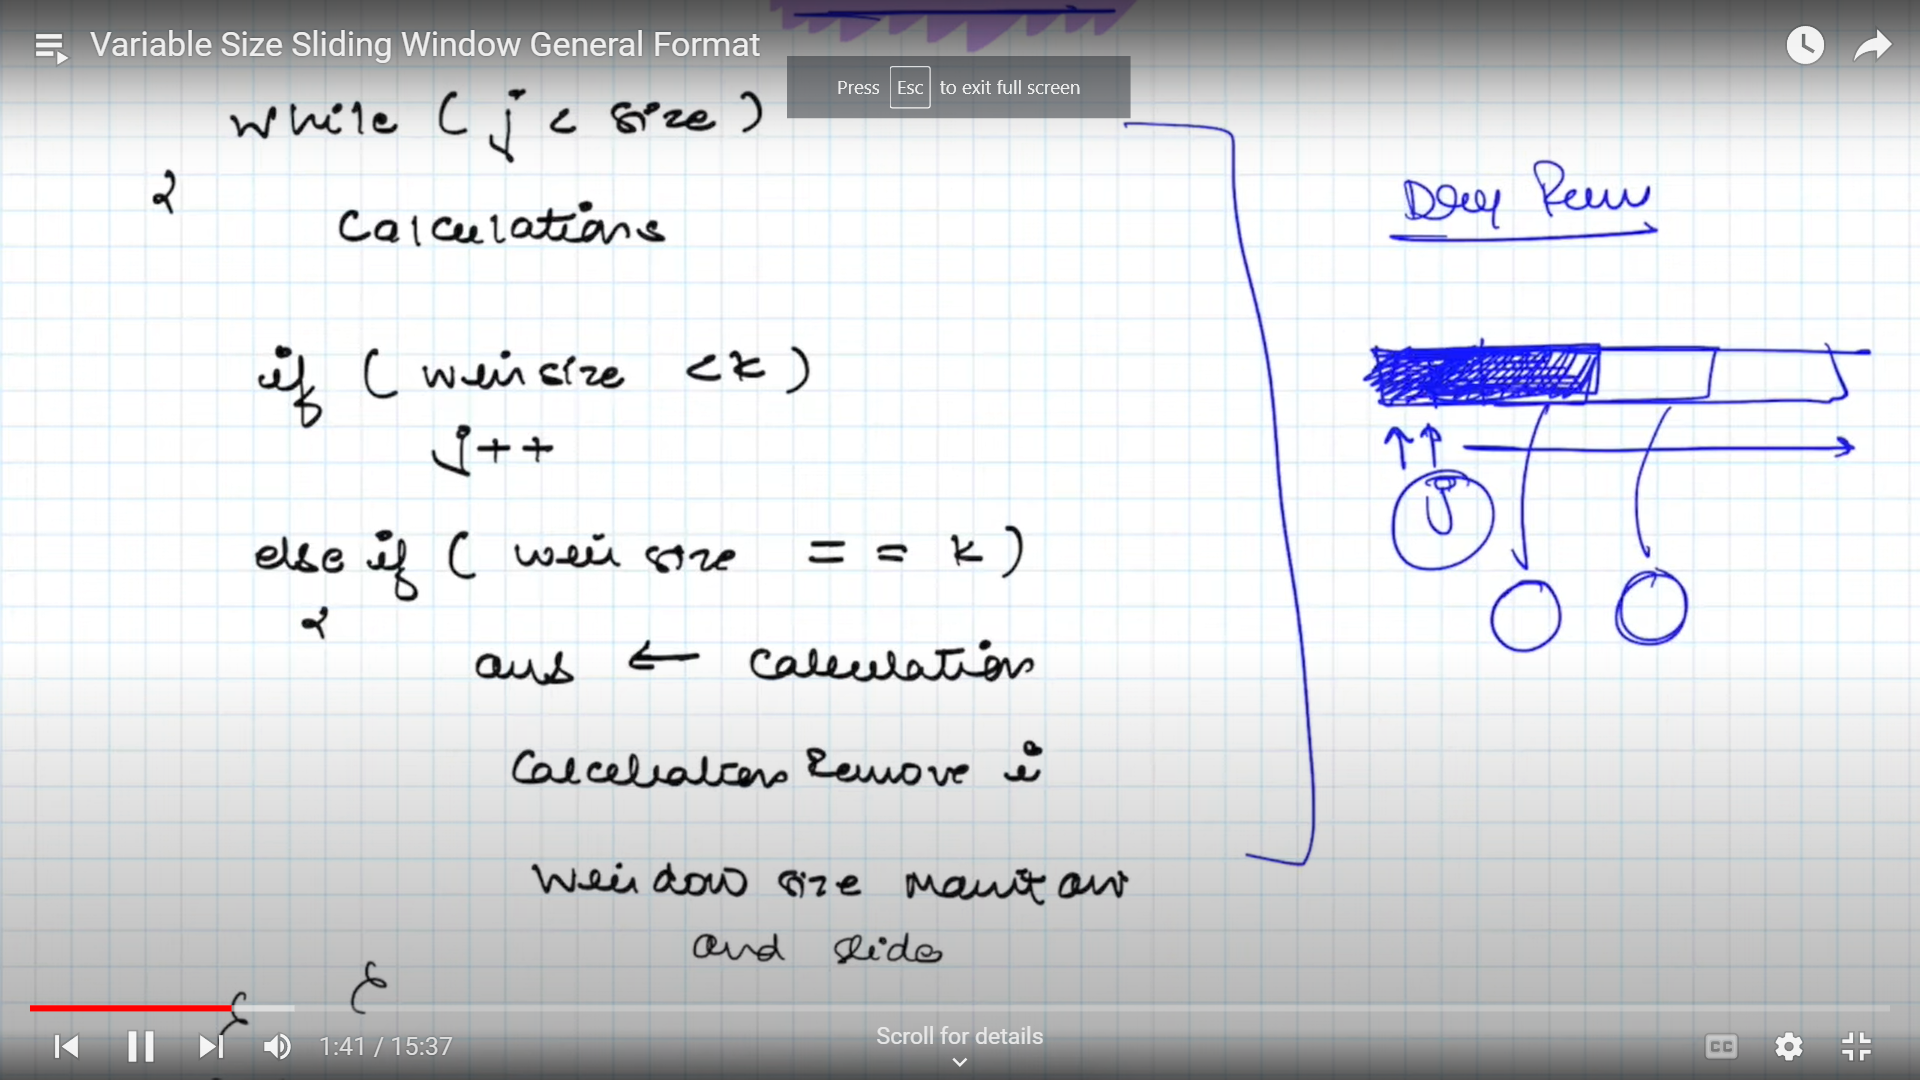 Variable Size Sliding Window General Format
Press Esc to exit full screen
while ( j < size )
{
Calculations
if ( win size < k )
j++
else if ( win size == k )
{
ans ← calculation
Calculation Remove i
Window size maintain
and slide
}
}
Dry Run
1:41 / 15:37
Scroll for details
CC